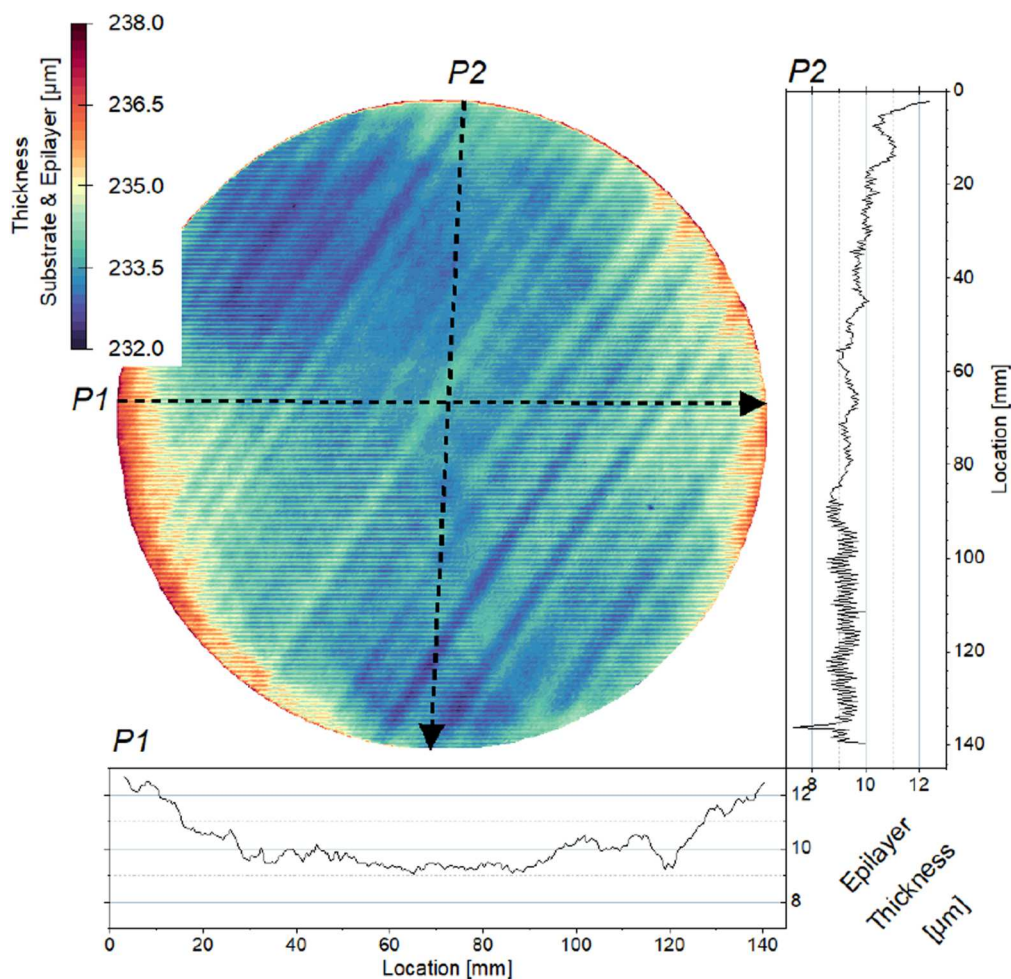 238.0
236.5
235.0
233.5
232.0
Thickness
Substrate & Epilayer [µm]
P2
P1
P2
0
20
40
60
80
100
120
140
Location [mm]
8 10 12
P1
12
10
8
0 20 40 60 80 100 120 140
Location [mm]
Epilayer
Thickness
[µm]